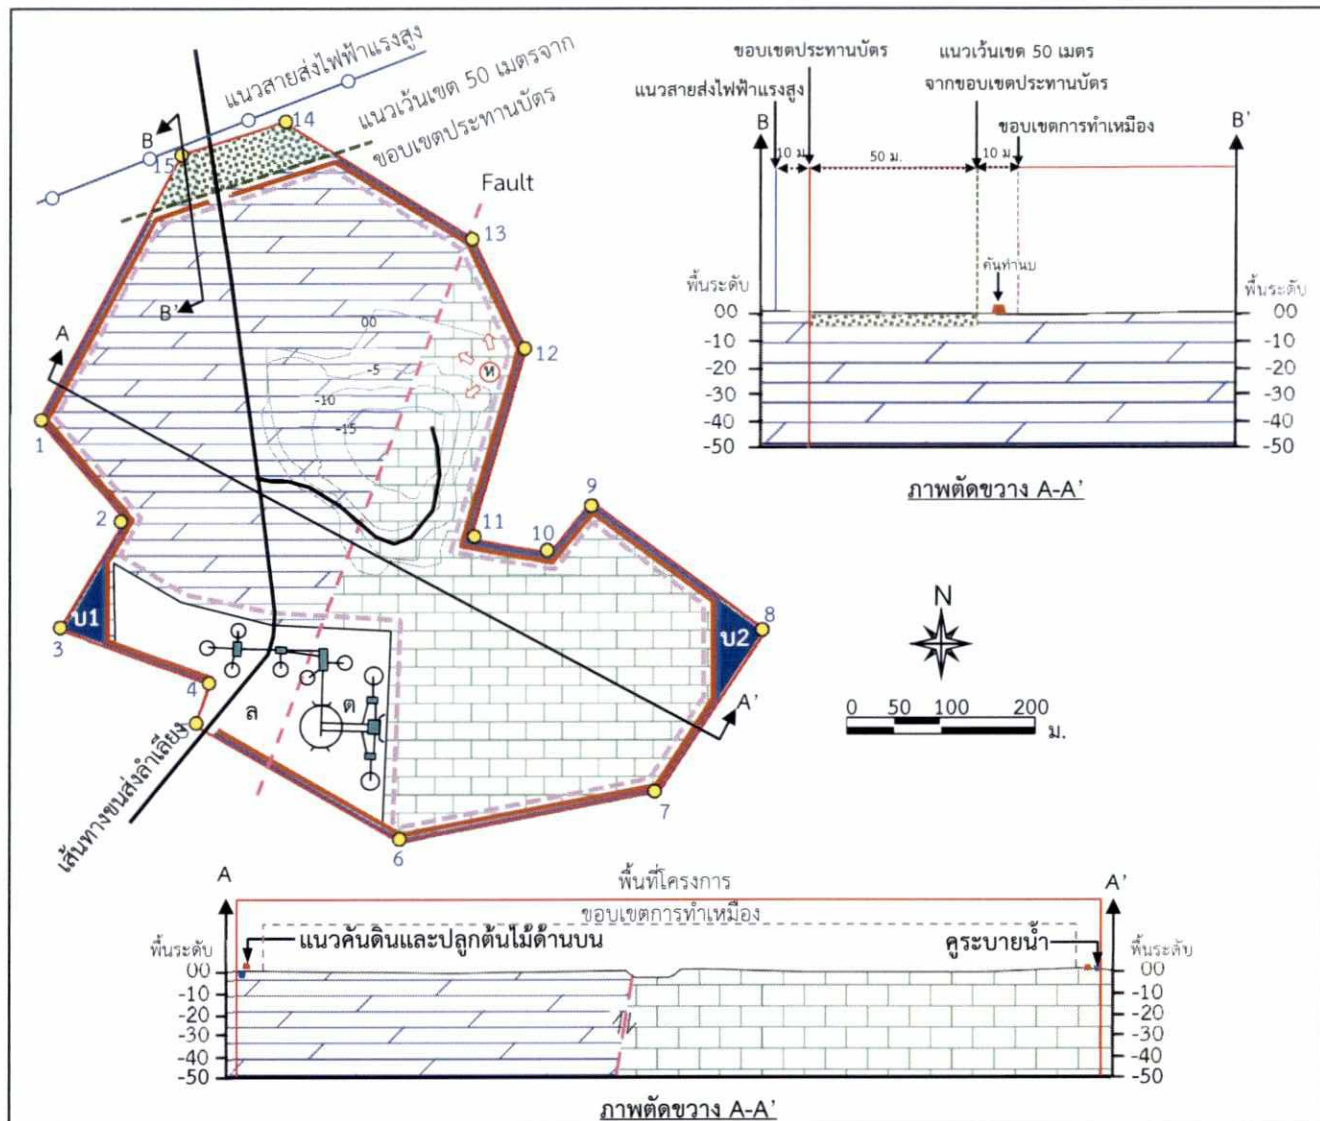 แนวสายส่งไฟฟ้าแรงสูง
แนวเว้นเขต 50 เมตรจาก
ขอบเขตประทานบัตร
14
15
B
B'
Fault
13
12
ห
00
-5
-10
-15
A
1
2
3
บ1
4
5
ล
ต
เส้นทางขนส่งลำเลียง
6
7
8
9
10
11
บ2
A'
N
0 50 100 200
ม.
ขอบเขตประทานบัตร
แนวเว้นเขต 50 เมตร
จากขอบเขตประทานบัตร
แนวสายส่งไฟฟ้าแรงสูง
ขอบเขตการทำเหมือง
B
B'
10 ม.
50 ม.
10 ม.
คันทำนบ
พื้นระดับ
00
-10
-20
-30
-40
-50
พื้นระดับ
00
-10
-20
-30
-40
-50
ภาพตัดขวาง A-A'
A
A'
พื้นที่โครงการ
ขอบเขตการทำเหมือง
แนวคันดินและปลูกต้นไม้ด้านบน
คูระบายน้ำ
พื้นระดับ
00
-10
-20
-30
-40
-50
พื้นระดับ
00
-10
-20
-30
-40
-50
ภาพตัดขวาง A-A'